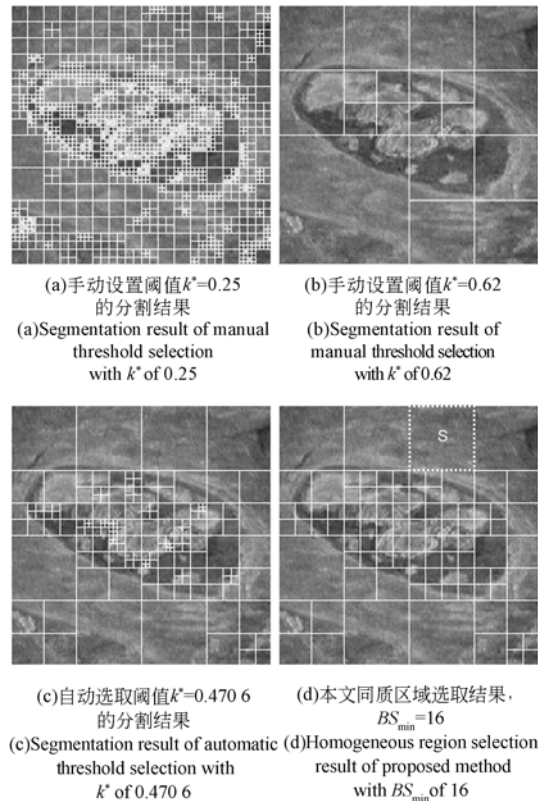 (a)手动设置阈值k*=0.25
的分割结果
(a)Segmentation result of manual
threshold selection
with k* of 0.25
(b)手动设置阈值k*=0.62
的分割结果
(b)Segmentation result of
manual threshold selection
with k* of 0.62
S
(c)自动选取阈值k*=0.470 6
的分割结果
(c)Segmentation result of automatic
threshold selection with
k* of 0.470 6
(d)本文同质区域选取结果，
BSmin=16
(d)Homogeneous region selection
result of proposed method
with BSmin of 16